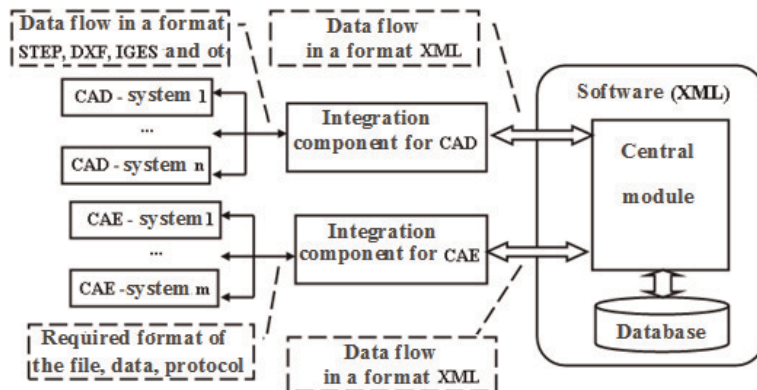 Data flow in a format
STEP, DXF, IGES and ot
Data flow
in a format XML
CAD - system 1
...
CAD - system n
Integration
component for CAD
Software (XML)
Central
module
CAE - system 1
...
CAE - system m
Integration
component for CAE
Database
Required format of
the file, data, protocol
Data flow
in a format XML